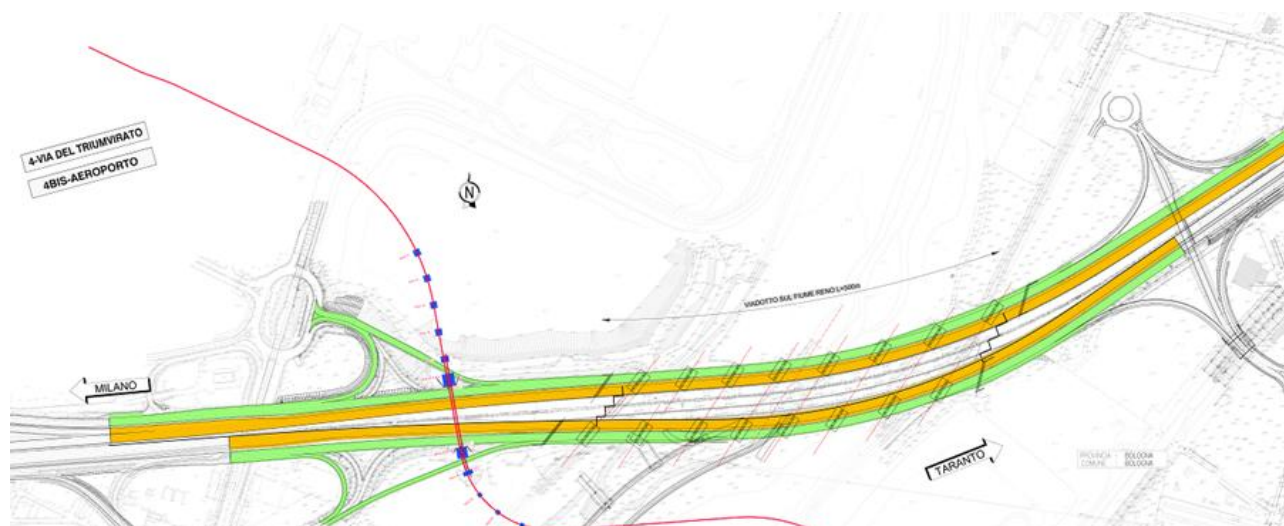 4-VIA DEL TRIUMVIRATO
4BIS-AEROPORTO
N
VIADOTTO SUL FIUME RENO L=500m
MILANO
TARANTO
PROVINCIA : BOLOGNA
COMUNE : BOLOGNA